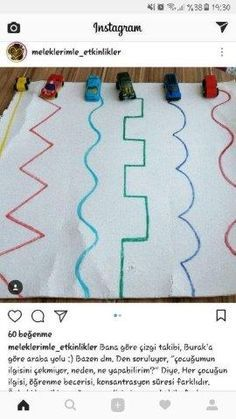 %38 19:30
Instagram
meleklerimle_etkinlikler
60 beğenme
meleklerimle_etkinlikler Bana göre çizgi takibi, Burak'a
göre araba yolu :) Bazen dm. Den soruluyor, "çocuğumun
ilgisini çekmiyor, neden, ne yapabilirim?" Diye. Her çocuğun
ilgisi, öğrenme becerisi, konsantrasyon süresi farklıdır.